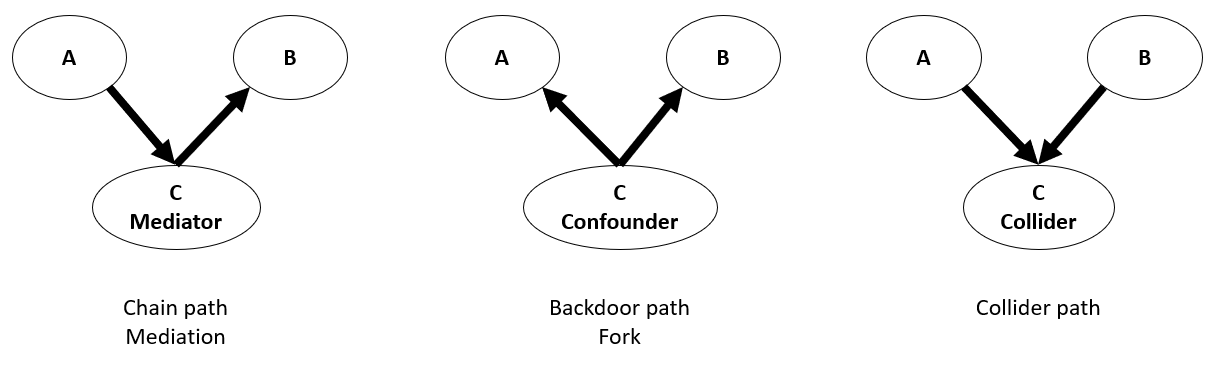 A
B
C
Mediator
Chain path
Mediation
A
B
C
Confounder
Backdoor path
Fork
A
B
C
Collider
Collider path